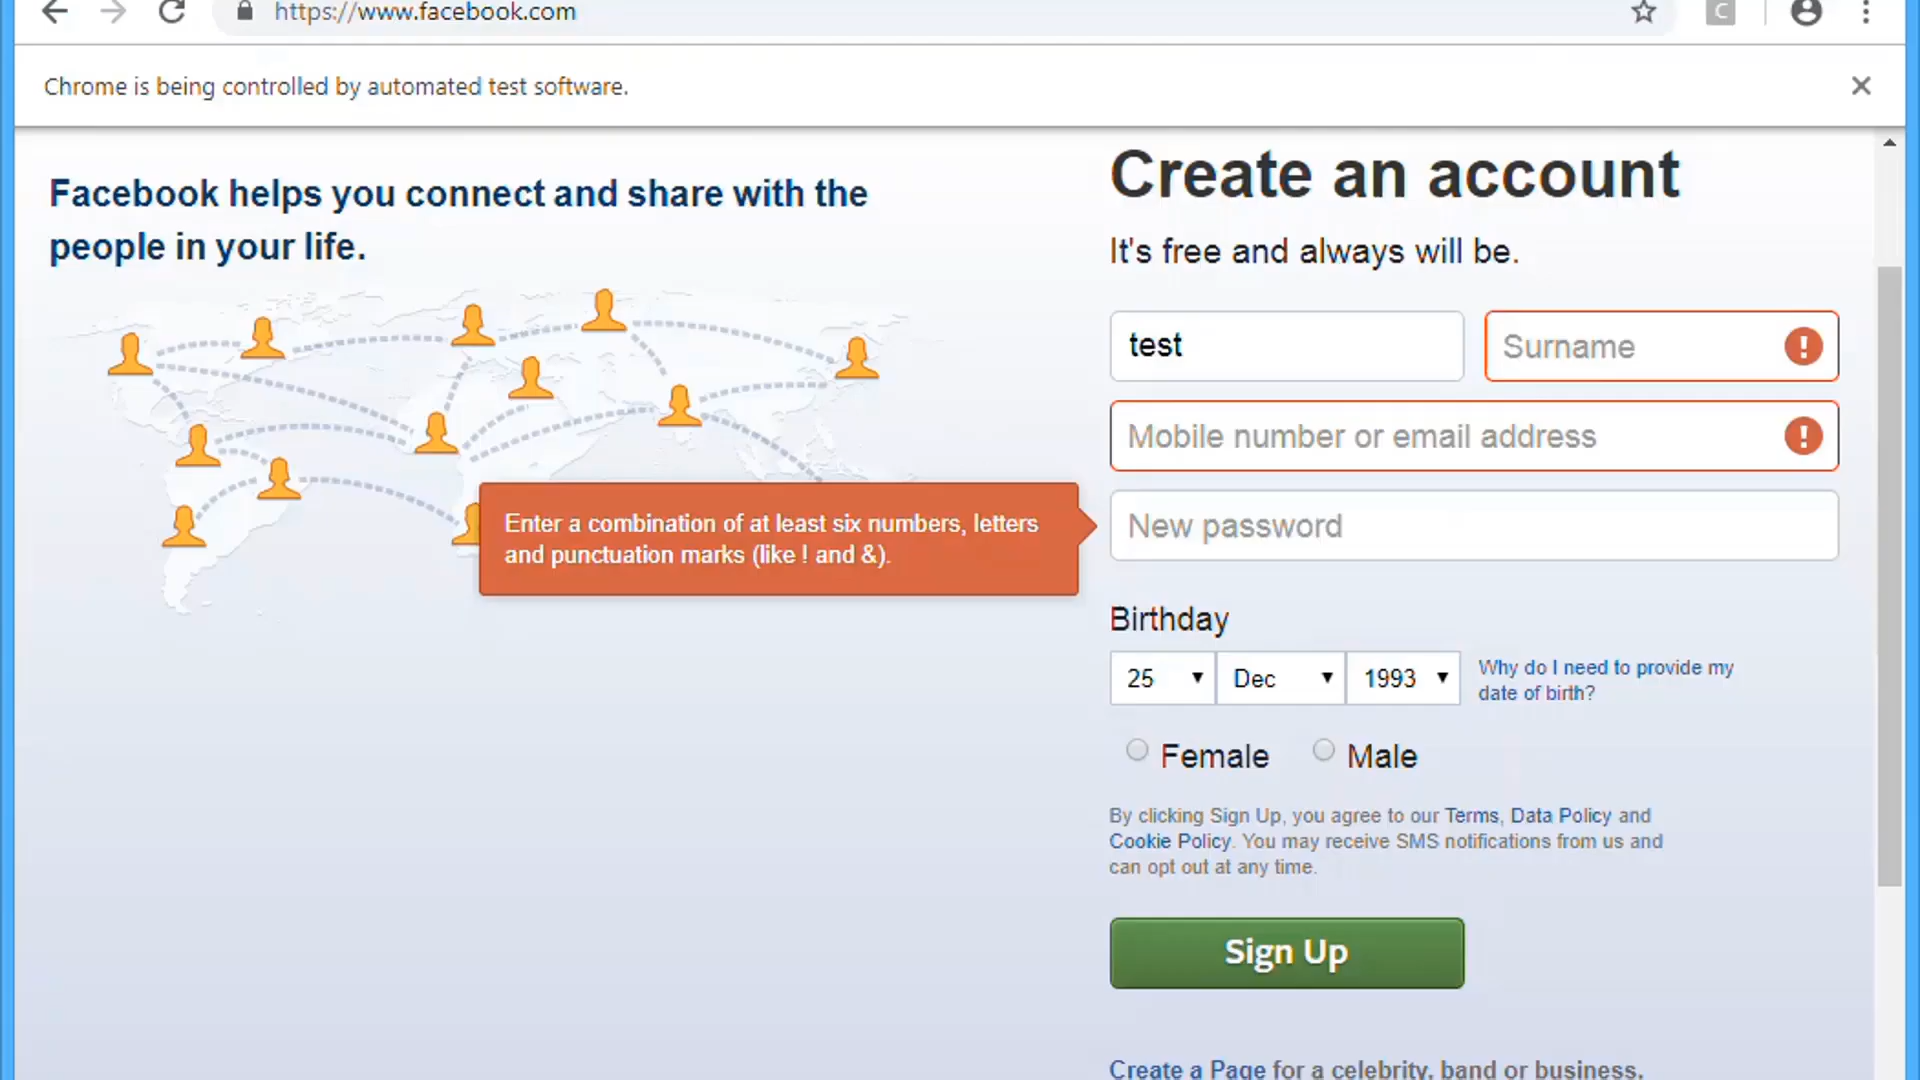 https://www.facebook.com
C
Chrome is being controlled by automated test software.
Facebook helps you connect and share with the
people in your life.
Create an account
It's free and always will be.
test
Surname
!
Mobile number or email address
!
Enter a combination of at least six numbers, letters
and punctuation marks (like ! and &).
New password
Birthday
25 Dec 1993
Why do I need to provide my
date of birth?
Female Male
By clicking Sign Up, you agree to our Terms, Data Policy and
Cookie Policy. You may receive SMS notifications from us and
can opt out at any time.
Sign Up
Create a Page for a celebrity, band or business.